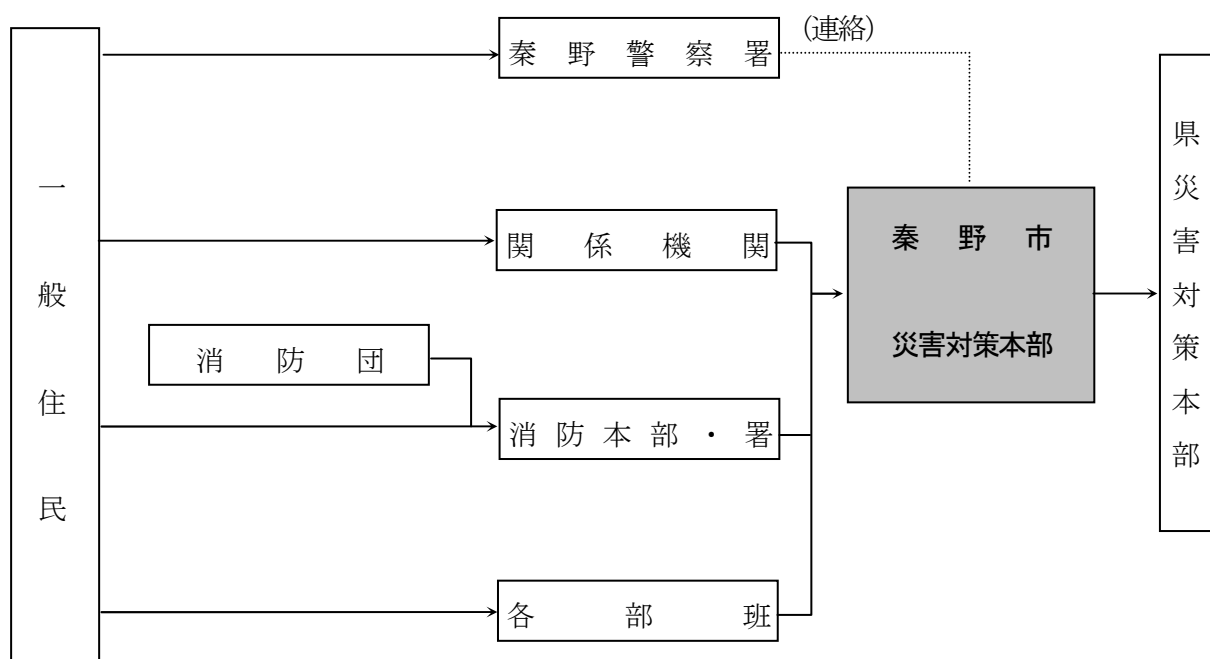 一般住民
秦野警察署
(連絡)
関係機関
消防団
消防本部・署
各部班
秦野市
災害対策本部
県災害対策本部